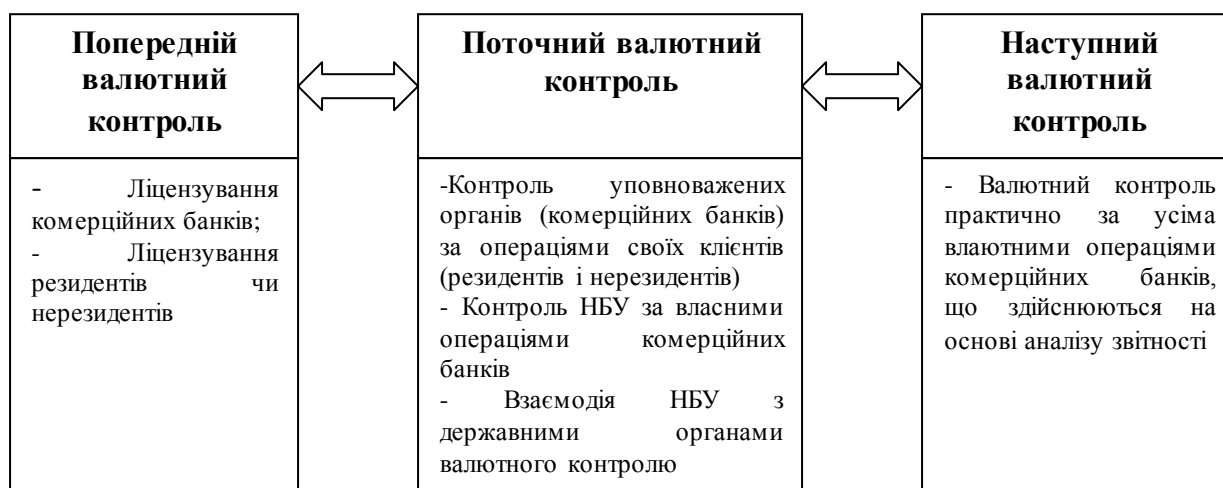 Попередній
валютний
контроль
- Ліцензування
комерційних банків;
- Ліцензування
резидентів чи
нерезидентів
Поточний валютний
контроль
-Контроль уповноважених
органів (комерційних банків)
за операціями своїх клієнтів
(резидентів і нерезидентів)
- Контроль НБУ за власними
операціями комерційних
банків
- Взаємодія НБУ з
державними органами
валютного контролю
Наступний
валютний
контроль
- Валютний контроль
практично за усіма
влаютними операціями
комерційних банків,
що здійснюються на
основі аналізу звітності